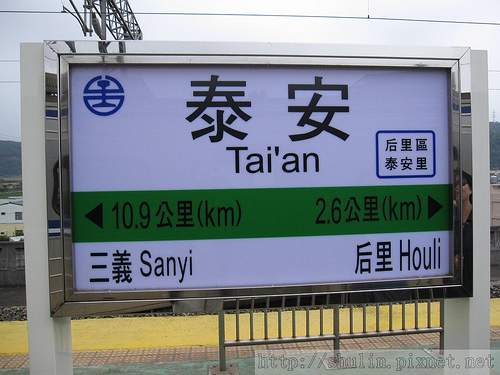 泰安
Tai'an
后里區
泰安里
10.9公里(km)
2.6公里(km)
三義 Sanyi
后里 Houli
http://shulin.pixnet.net